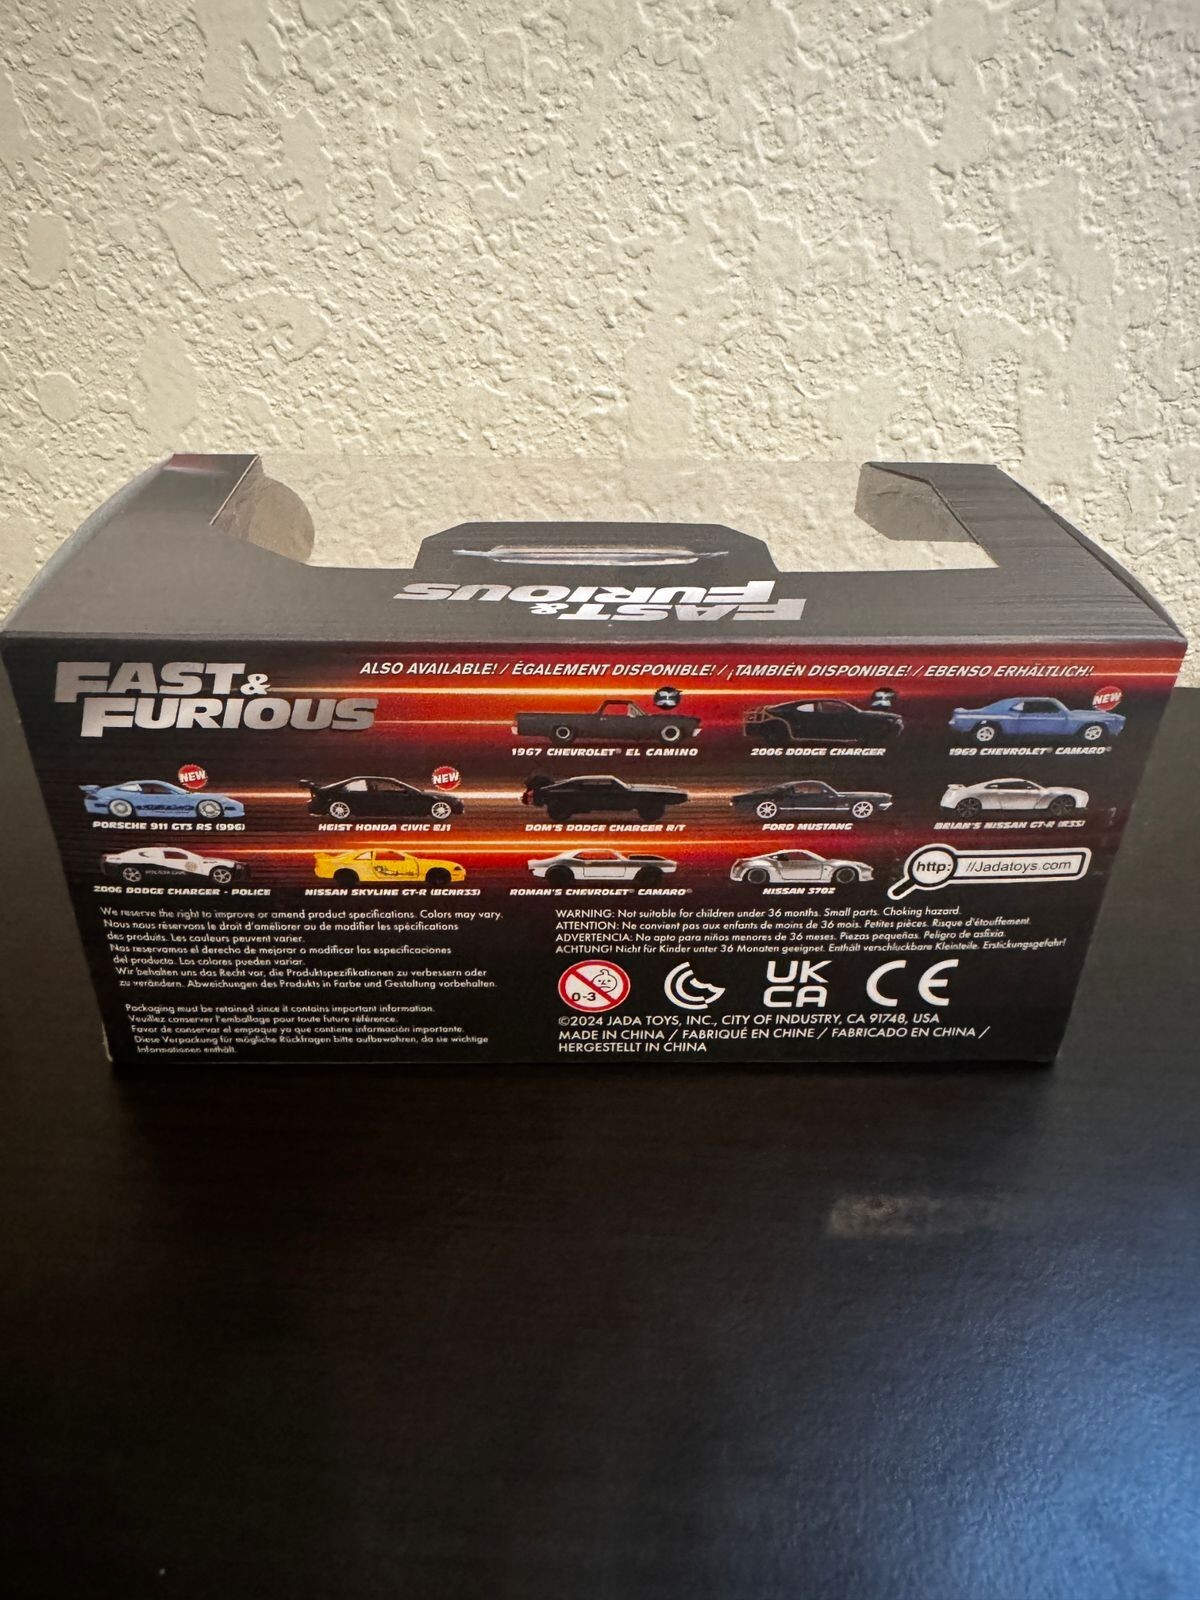 FAST &
FURIOUS
FAST &
FURIOUS
ALSO AVAILABLE! / ÉGALEMENT DISPONIBLE! / ¡TAMBIÉN DISPONIBLE! / EBENSO ERHÄLTLICH!
1967 CHEVROLET® EL CAMINO
2006 DODGE CHARGER
NEW
1969 CHEVROLET® CAMARO®
NEW
PORSCHE 911 GT3 RS (996)
NEW
HEIST HONDA CIVIC EJ1
DOM'S DODGE CHARGER R/T
FORD MUSTANG
BRIAN'S NISSAN GT-R (R35)
2006 DODGE CHARGER - POLICE
NISSAN SKYLINE GT-R (BCNR33)
ROMAN'S CHEVROLET® CAMARO®
NISSAN 370Z
http: //Jadatoys.com
We reserve the right to improve or amend product specifications. Colors may vary.
Nous nous réservons le droit d'améliorer ou de modifier les spécifications
des produits. Les couleurs peuvent varier.
Nos reservamos el derecho de mejorar o modificar las especificaciones
del producto. Los colores pueden variar.
Wir behalten uns das Recht vor, die Produktspezifikationen zu verbessern oder
zu verändern. Abweichungen des Produkts in Farbe und Gestaltung vorbehalten.
Packaging must be retained since it contains important information.
Veuillez conserver l'emballage pour toute future référence.
Favor de conservar el empaque ya que contiene información importante.
Diese Verpackung für mögliche Rückfragen bitte aufbewahren, da sie wichtige
Informationen enthält.
WARNING: Not suitable for children under 36 months. Small parts. Choking hazard.
ATTENTION: Ne convient pas aux enfants de moins de 36 mois. Petites pièces. Risque d'étouffement.
ADVERTENCIA: No apto para niños menores de 36 meses. Piezas pequeñas. Peligro de asfixia.
ACHTUNG! Nicht für Kinder unter 36 Monaten geeignet. Enthält verschluckbare Kleinteile. Erstickungsgefahr!
0-3
UK
CA
CE
©2024 JADA TOYS, INC., CITY OF INDUSTRY, CA 91748, USA
MADE IN CHINA / FABRIQUÉ EN CHINE / FABRICADO EN CHINA /
HERGESTELLT IN CHINA